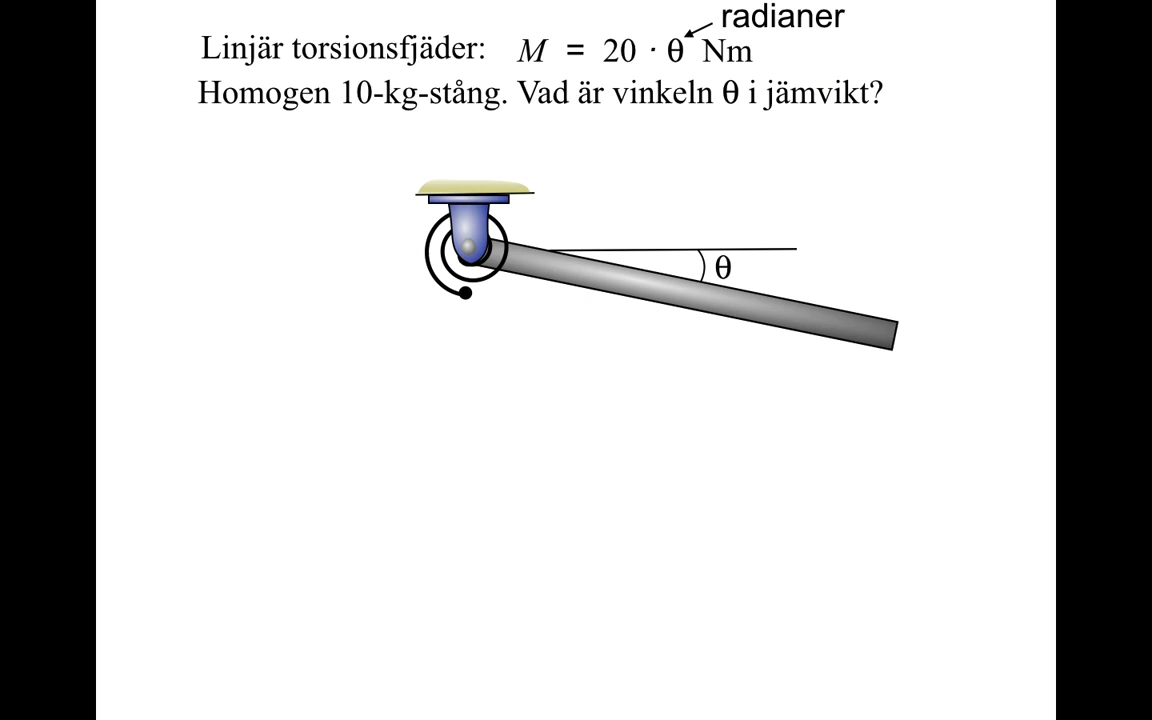 radianer
Linjär torsionsfjäder: M = 20 · θ Nm
Homogen 10-kg-stång. Vad är vinkeln θ i jämvikt?
θ